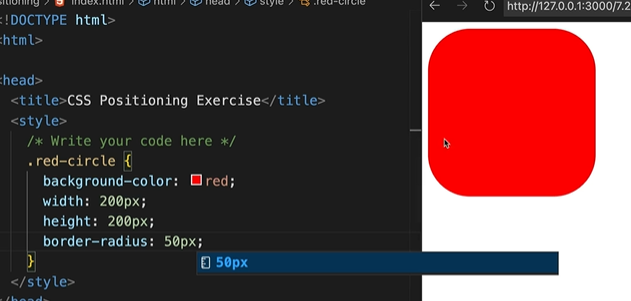 sitioning > index.html > html > head > style > .red-circle
http://127.0.0.1:3000/7.2
<!DOCTYPE html>
<html>
<head>
<title>CSS Positioning Exercise</title>
<style>
/* Write your code here */
.red-circle {
background-color: red;
width: 200px;
height: 200px;
border-radius: 50px;
}
50px
</style>
</head>